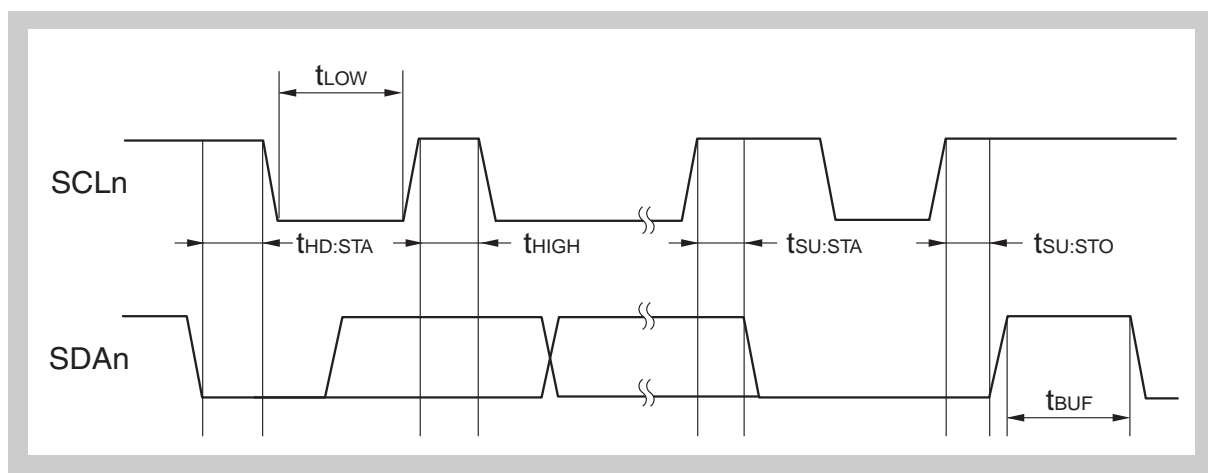 tLOW
SCLn
tHD:STA
tHIGH
tSU:STA
tSU:STO
SDAn
tBUF